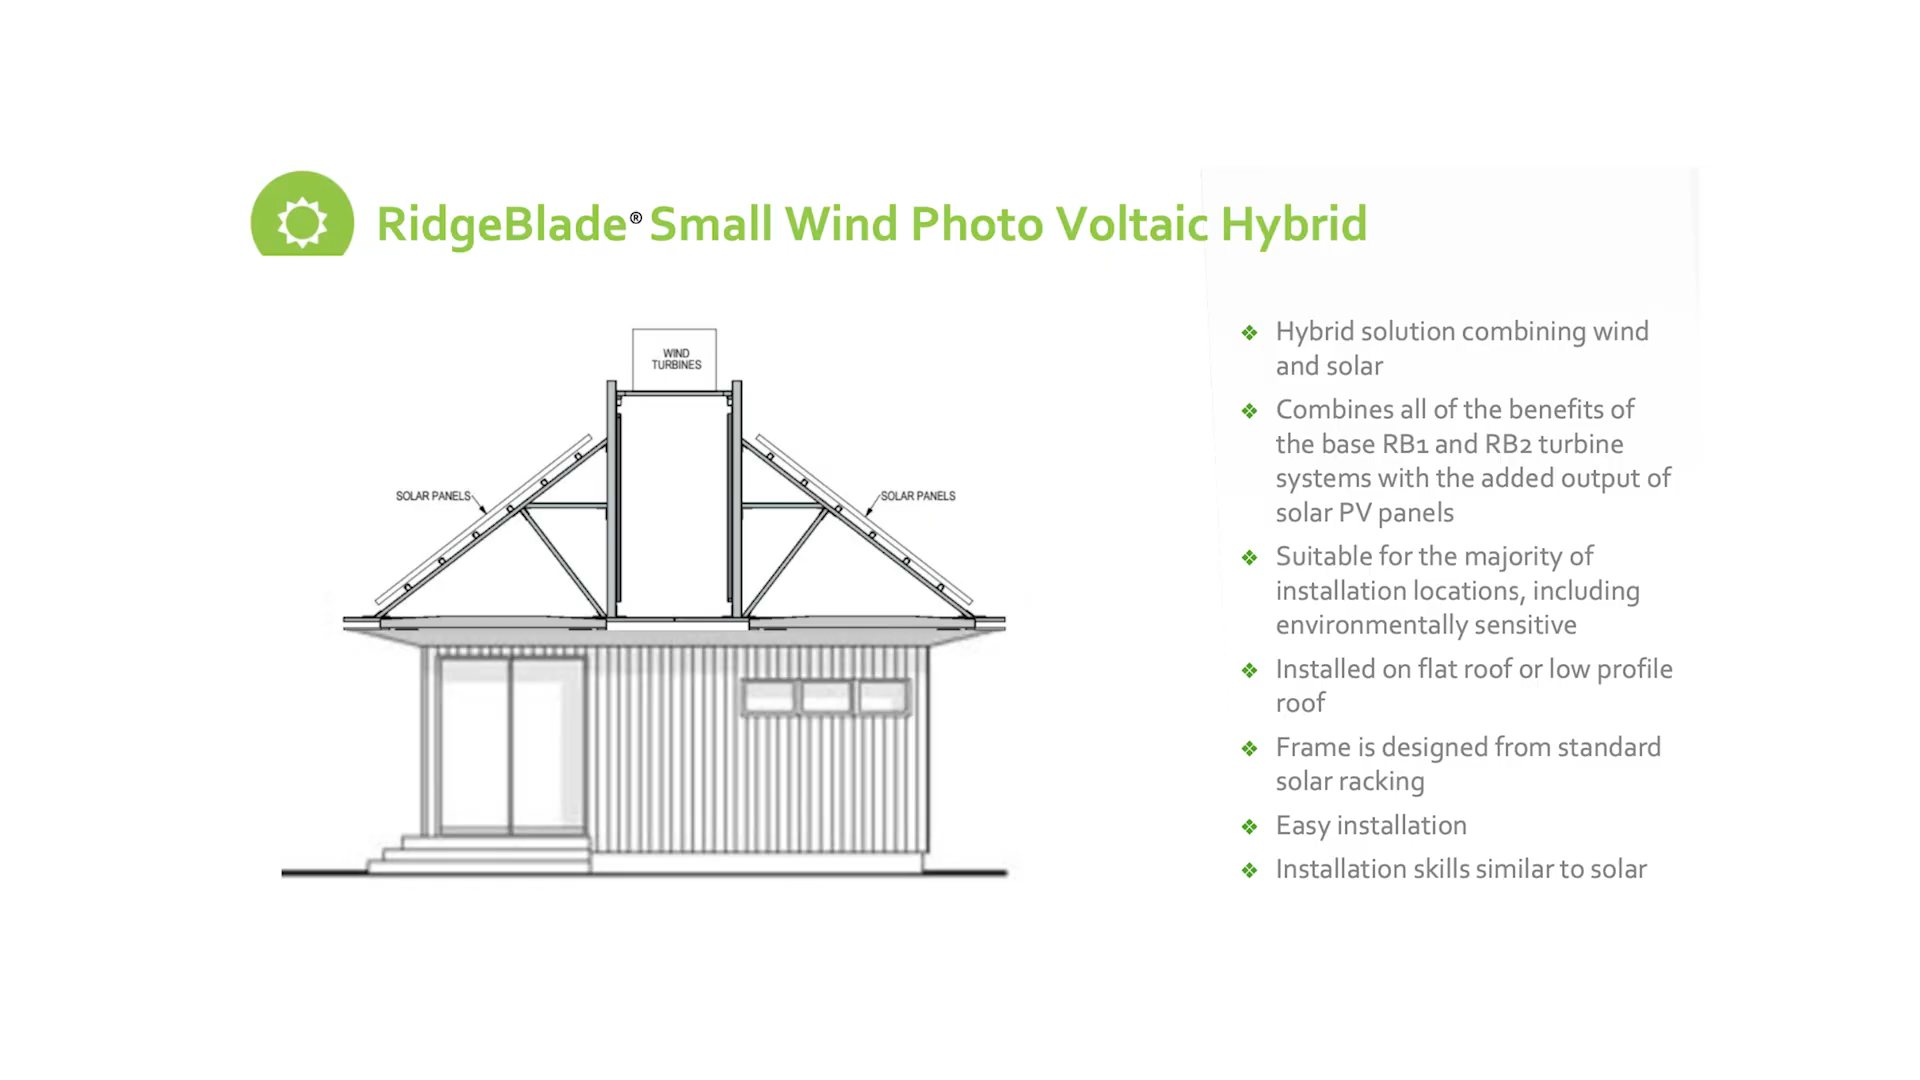 RidgeBlade® Small Wind Photo Voltaic Hybrid
WIND
TURBINES
SOLAR PANELS
SOLAR PANELS
❖ Hybrid solution combining wind
and solar
❖ Combines all of the benefits of
the base RB1 and RB2 turbine
systems with the added output of
solar PV panels
❖ Suitable for the majority of
installation locations, including
environmentally sensitive
❖ Installed on flat roof or low profile
roof
❖ Frame is designed from standard
solar racking
❖ Easy installation
❖ Installation skills similar to solar